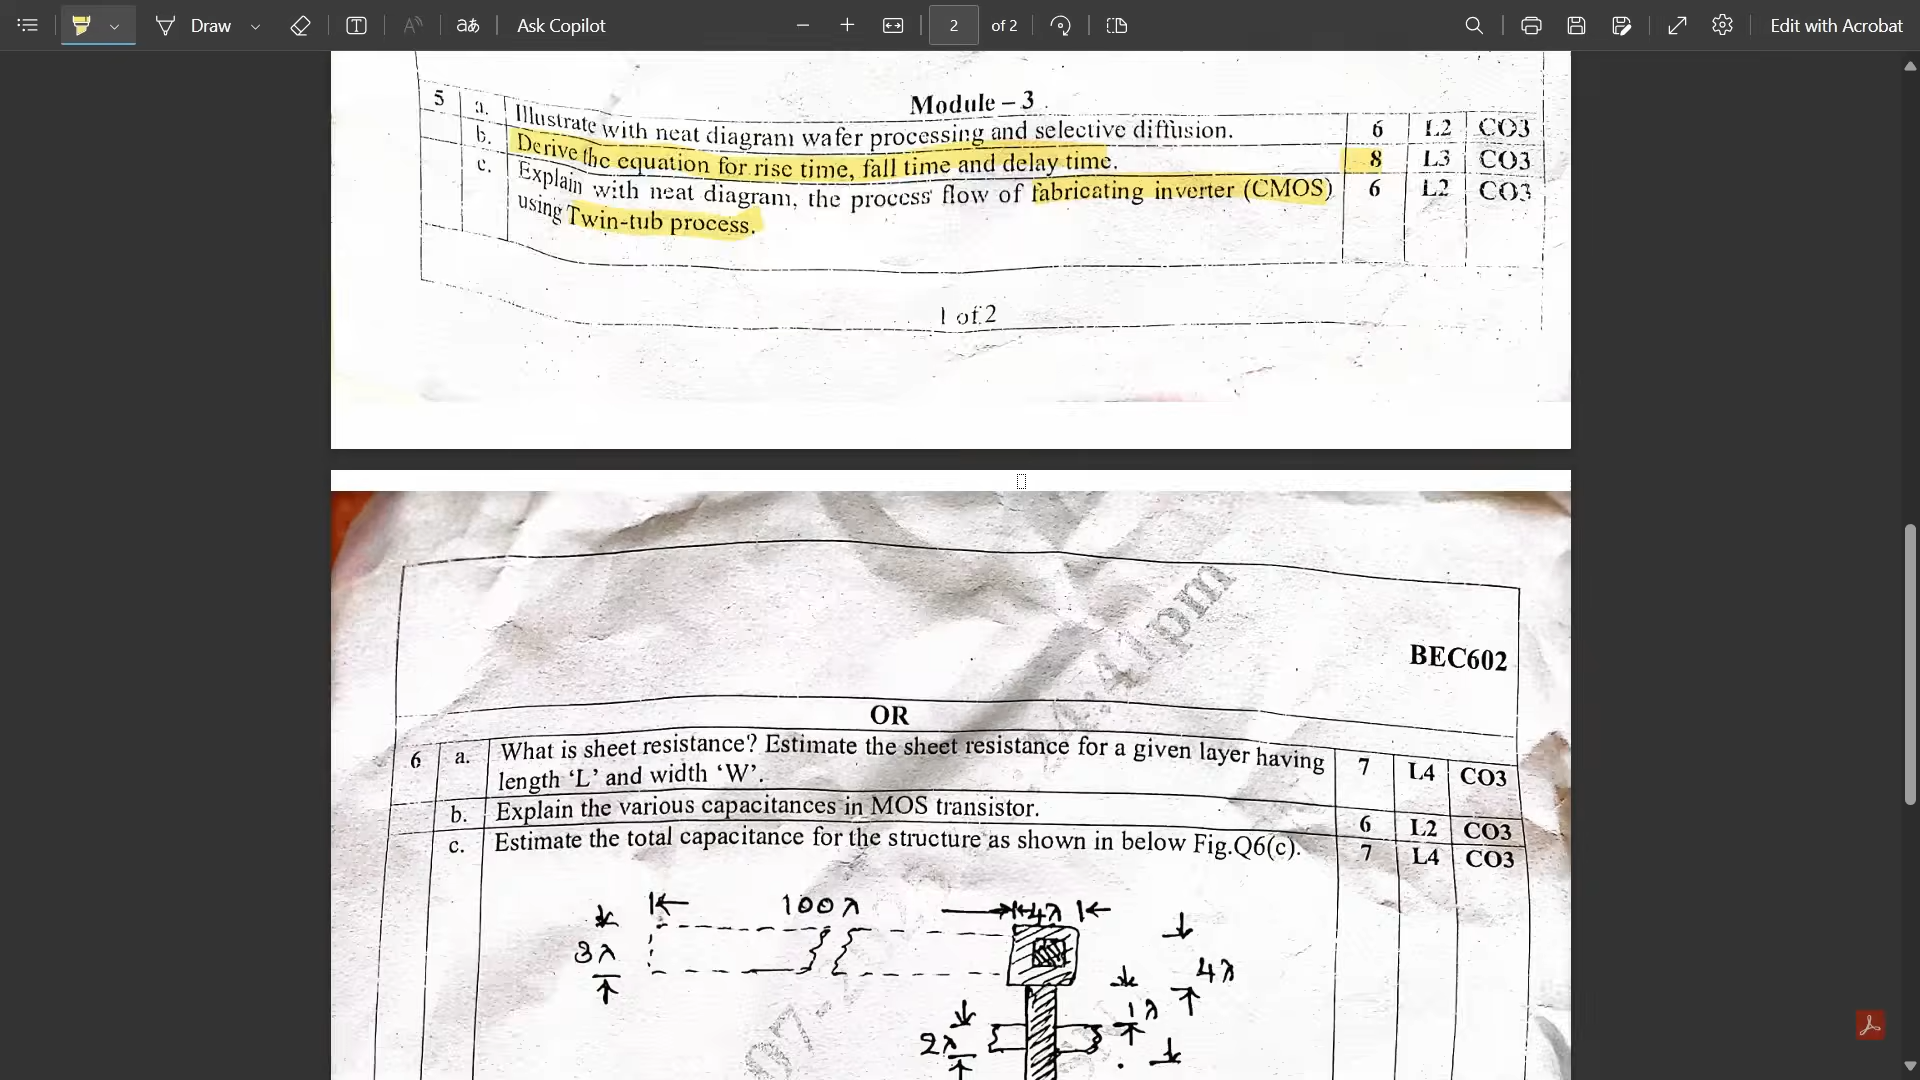 Draw
aあ
Ask Copilot
2 of 2
Edit with Acrobat
Module – 3
5 a. Illustrate with neat diagram wafer processing and selective diffusion. 6 L2 CO3
b. Derive the equation for rise time, fall time and delay time. 8 L3 CO3
c. Explain with neat diagram, the process flow of fabricating inverter (CMOS) 6 L2 CO3
using Twin-tub process.
1 of 2
4:41pm
BEC602
OR
6 a. What is sheet resistance? Estimate the sheet resistance for a given layer having 7 L4 CO3
length ‘L’ and width ‘W’.
b. Explain the various capacitances in MOS transistor. 6 L2 CO3
c. Estimate the total capacitance for the structure as shown in below Fig.Q6(c). 7 L4 CO3
100λ
4λ
3λ
4λ
1λ
2λ